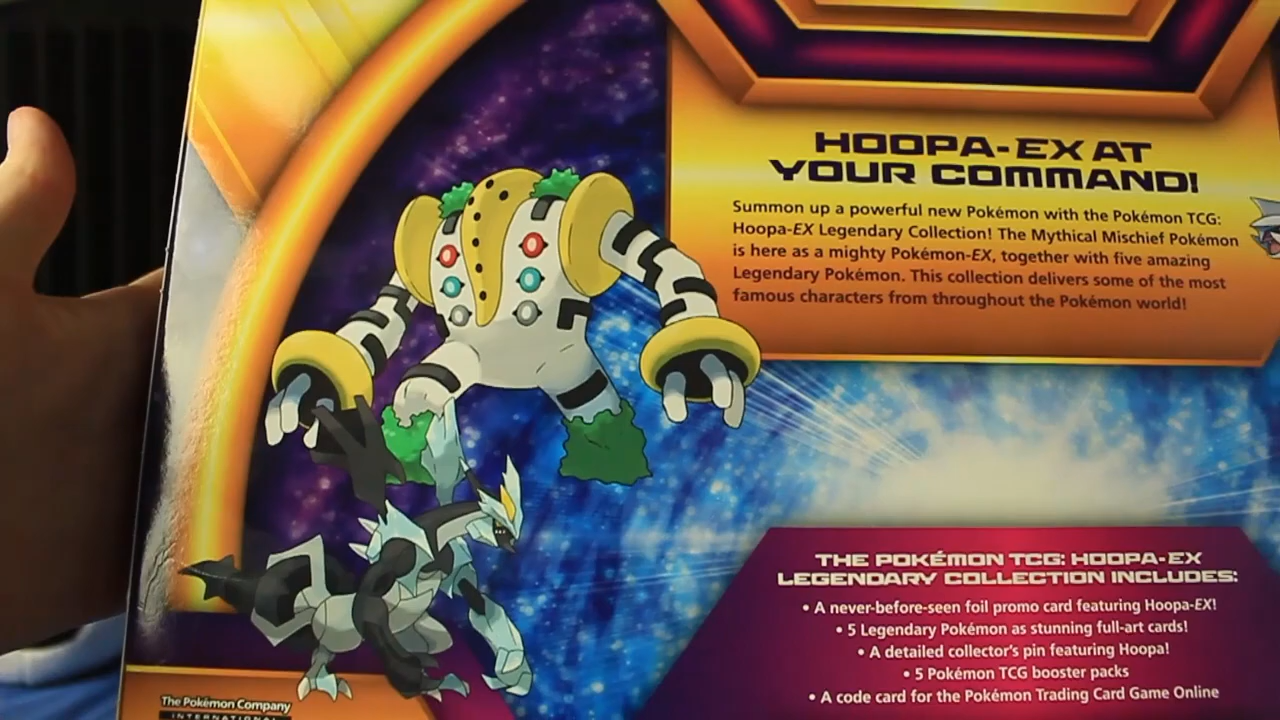 HOOPA-EX AT
YOUR COMMAND!
Summon up a powerful new Pokémon with the Pokémon TCG:
Hoopa-EX Legendary Collection! The Mythical Mischief Pokémon
is here as a mighty Pokémon-EX, together with five amazing
Legendary Pokémon. This collection delivers some of the most
famous characters from throughout the Pokémon world!
THE POKÉMON TCG: HOOPA-EX
LEGENDARY COLLECTION INCLUDES:
• A never-before-seen foil promo card featuring Hoopa-EX!
• 5 Legendary Pokémon as stunning full-art cards!
• A detailed collector's pin featuring Hoopa!
• 5 Pokémon TCG booster packs
• A code card for the Pokémon Trading Card Game Online
The Pokémon Company
INTERNATIONAL